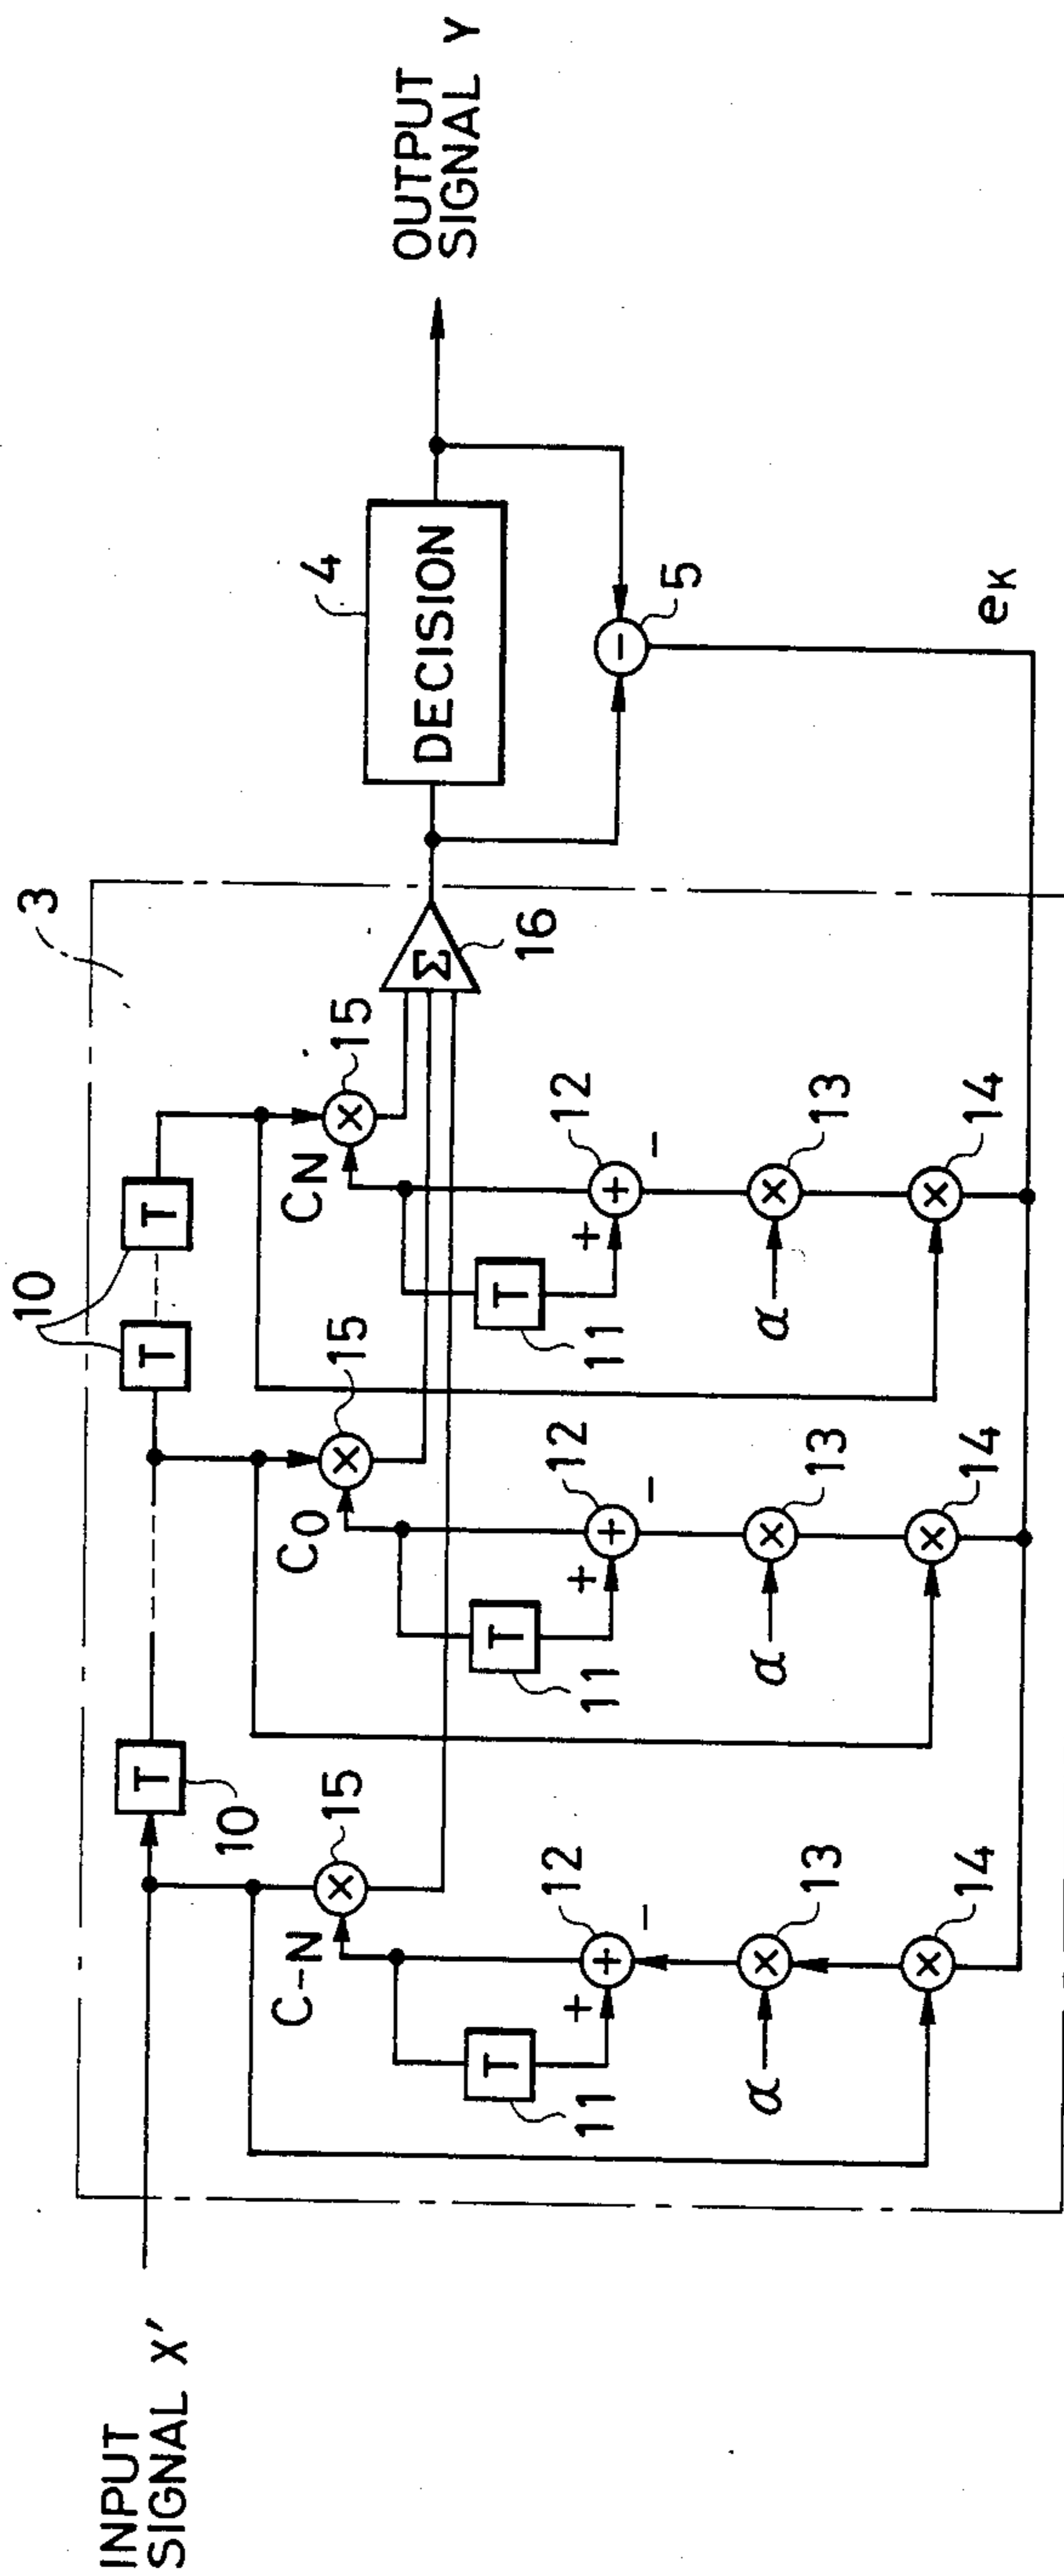 INPUT
SIGNAL X'
3
10
T
T
T
10
C-N
15
C0
15
CN
15
Σ
16
DECISION
4
OUTPUT
SIGNAL Y
T
11
+
12
-
T
11
+
12
-
T
11
+
12
-
5
α
13
α
13
α
13
14
14
14
eK